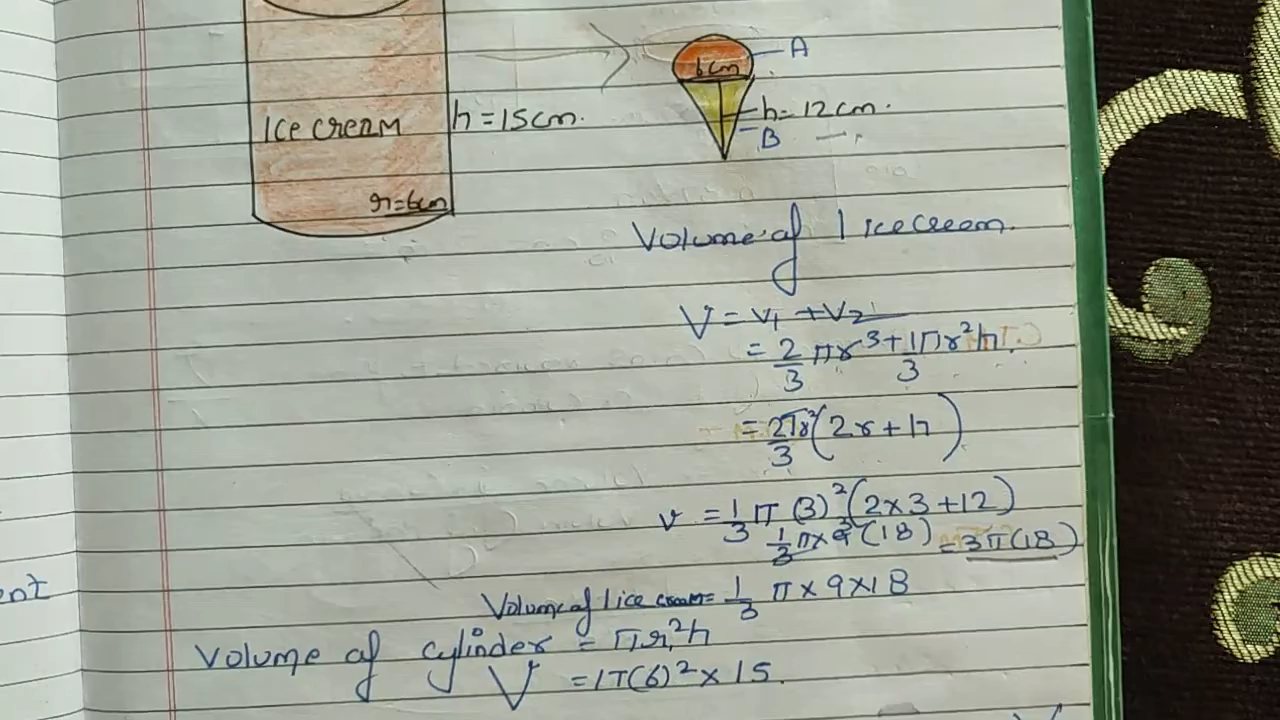 A
6cm
h = 12cm.
B
Ice cream
h = 15cm.
r=6cm
Volume of 1 icecream.
V = V1 + V2
= 2/3 πr³ + 1/3 πr²h.
= 2πr²/3 (2r + h)
v = 1/3 π (3)² (2×3+12)
1/3 π × 9 (18) = 3π(18)
Volume of 1 ice cream = 1/3 π × 9 × 18
Volume of cylinder = πr²h
V = π(6)² × 15.
ent